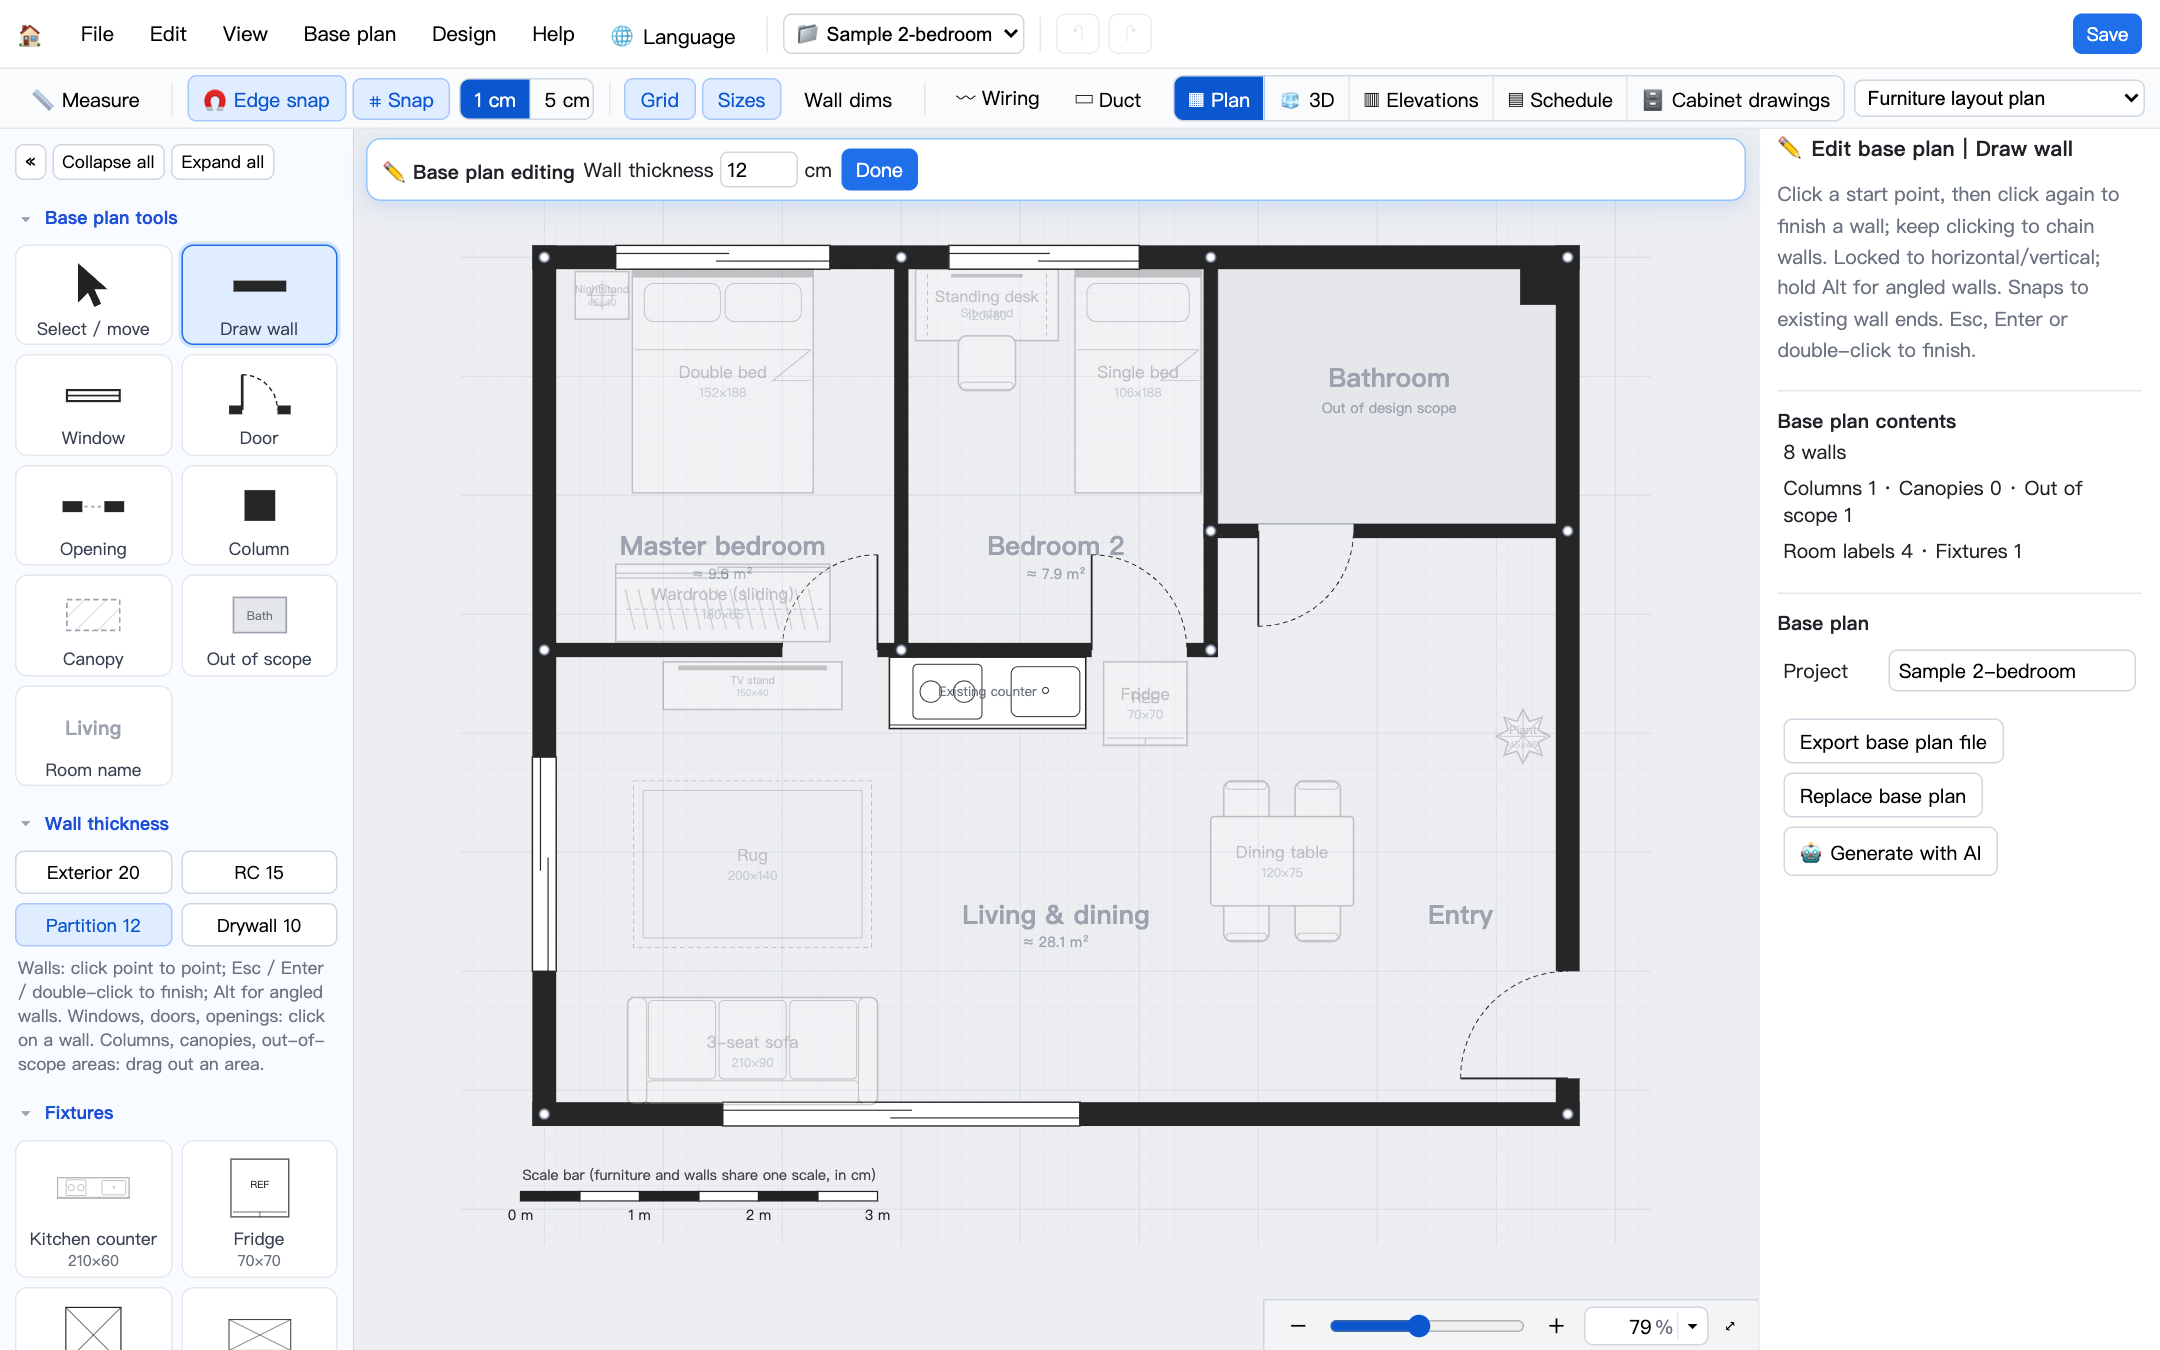 File Edit View Base plan Design Help Language Sample 2-bedroom Save
Measure Edge snap Snap 1 cm 5 cm Grid Sizes Wall dims Wiring Duct Plan 3D Elevations Schedule Cabinet drawings Furniture layout plan
« Collapse all Expand all
Base plan tools
Select / move Draw wall
Window Door
Opening Column
Bath
Canopy Out of scope
Living
Room name
Wall thickness
Exterior 20 RC 15
Partition 12 Drywall 10
Walls: click point to point; Esc / Enter
/ double-click to finish; Alt for angled
walls. Windows, doors, openings: click
on a wall. Columns, canopies, out-of-
scope areas: drag out an area.
Fixtures
REF
Kitchen counter Fridge
210×60 70×70
Base plan editing Wall thickness 12 cm Done
Nightstand
45×40
Standing desk
Sit-stand
120×60
Double bed
152×188
Single bed
106×188
Bathroom
Out of design scope
Master bedroom
≈ 9.6 m²
Wardrobe (sliding)
180×65
Bedroom 2
≈ 7.9 m²
TV stand
150×40
Existing counter
Fridge
REF
70×70
Plant
Rug
200×140
Dining table
120×75
Living & dining
≈ 28.1 m²
Entry
3-seat sofa
210×90
Scale bar (furniture and walls share one scale, in cm)
0 m 1 m 2 m 3 m
79 %
Edit base plan | Draw wall
Click a start point, then click again to
finish a wall; keep clicking to chain
walls. Locked to horizontal/vertical;
hold Alt for angled walls. Snaps to
existing wall ends. Esc, Enter or
double-click to finish.
Base plan contents
8 walls
Columns 1 · Canopies 0 · Out of
scope 1
Room labels 4 · Fixtures 1
Base plan
Project Sample 2-bedroom
Export base plan file
Replace base plan
Generate with AI